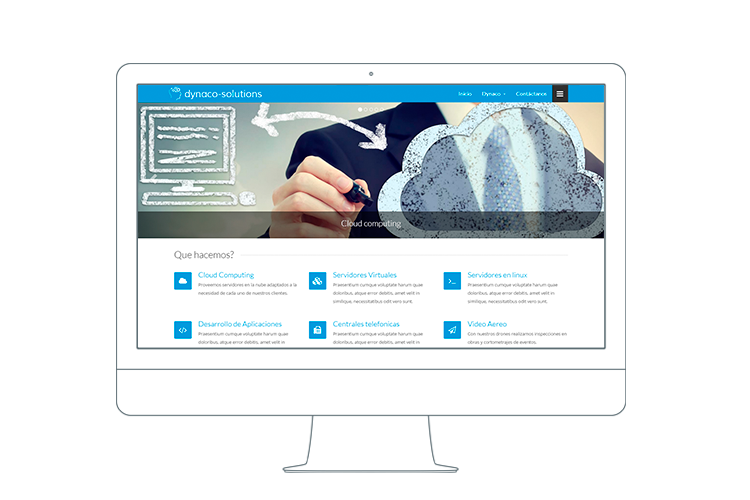 dynaco-solutions
Inicio Dynaco Contáctanos
Cloud computing
Que hacemos?
Cloud Computing
Proveemos servidores en la nube adaptados a la
necesidad de cada uno de nuestros clientes.
Servidores Virtuales
Praesentium cumque voluptate harum quae
doloribus, atque error debitis, amet velit in
similique, necessitatibus odit vero sunt.
Servidores en linux
Praesentium cumque voluptate harum quae
doloribus, atque error debitis, amet velit in
similique, necessitatibus odit vero sunt.
Desarrollo de Aplicaciones
Praesentium cumque voluptate harum quae
doloribus, atque error debitis, amet velit in
Centrales telefonicas
Praesentium cumque voluptate harum quae
doloribus, atque error debitis, amet velit in
Video Aereo
Con nuestros drones realizamos inspecciones en
obras y cortometrajes de eventos.